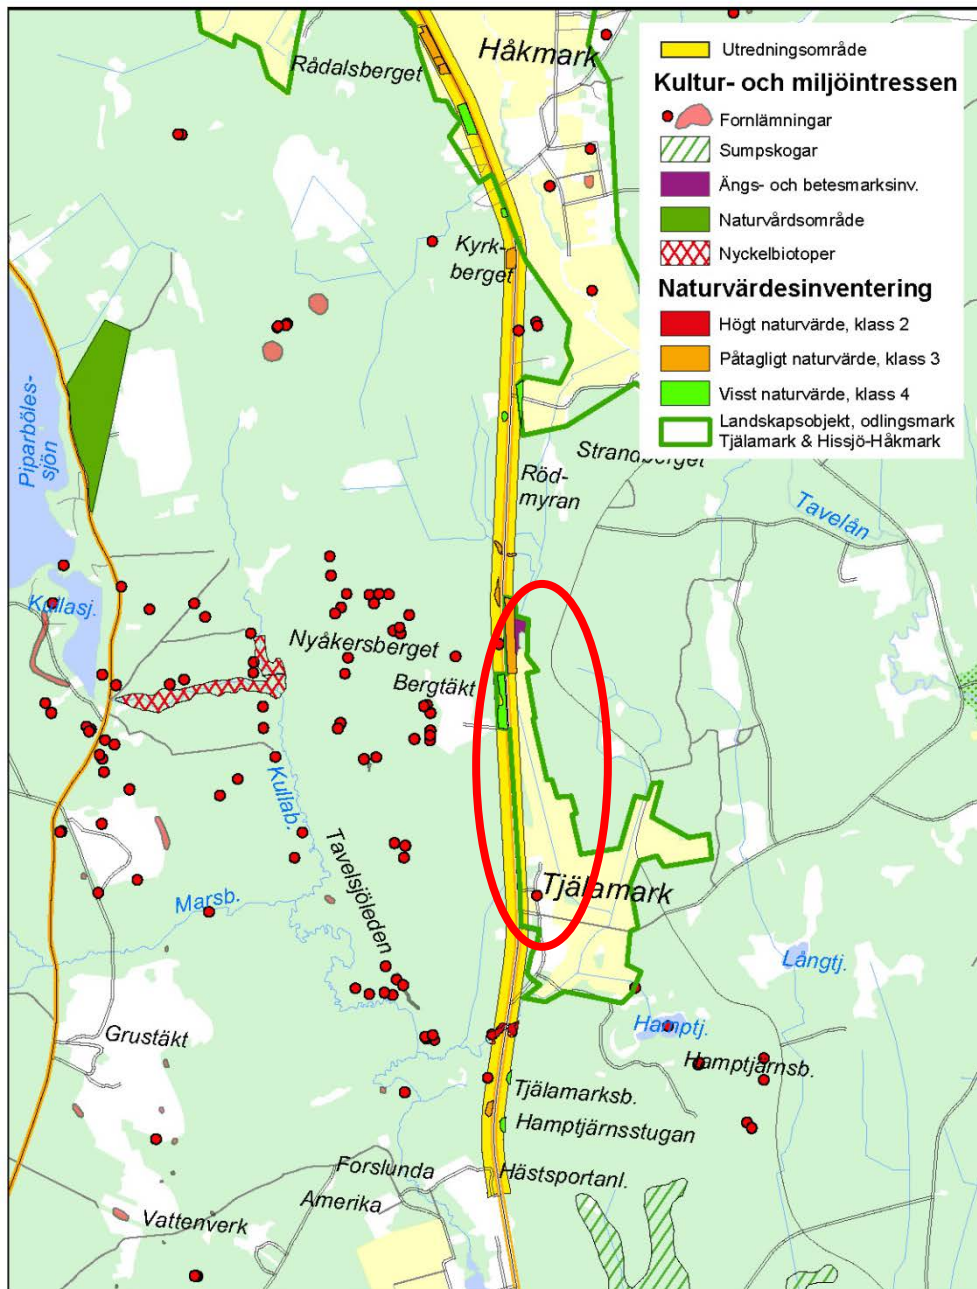 Håkmark
Rådalsberget
Utredningsområde
Kultur- och miljöintressen
Fornlämningar
Sumpskogar
Ängs- och betesmarksinv.
Naturvårdsområde
Nyckelbiotoper
Naturvärdesinventering
Högt naturvärde, klass 2
Påtagligt naturvärde, klass 3
Visst naturvärde, klass 4
Landskapsobjekt, odlingsmark
Tjälamark & Hissjö-Håkmark
Kyrk-
berget
Piparböles-
sjön
Strandberget
Röd-
myran
Tavelån
Kullasj.
Nyåkersberget
Bergtäkt
Kullab.
Tavelsjöleden
Tjälamark
Marsb.
Långtj.
Hamptj.
Grustäkt
Hamptjärnsb.
Tjälamarksb.
Hamptjärnsstugan
Forslunda
Hästsportanl.
Amerika
Vattenverk